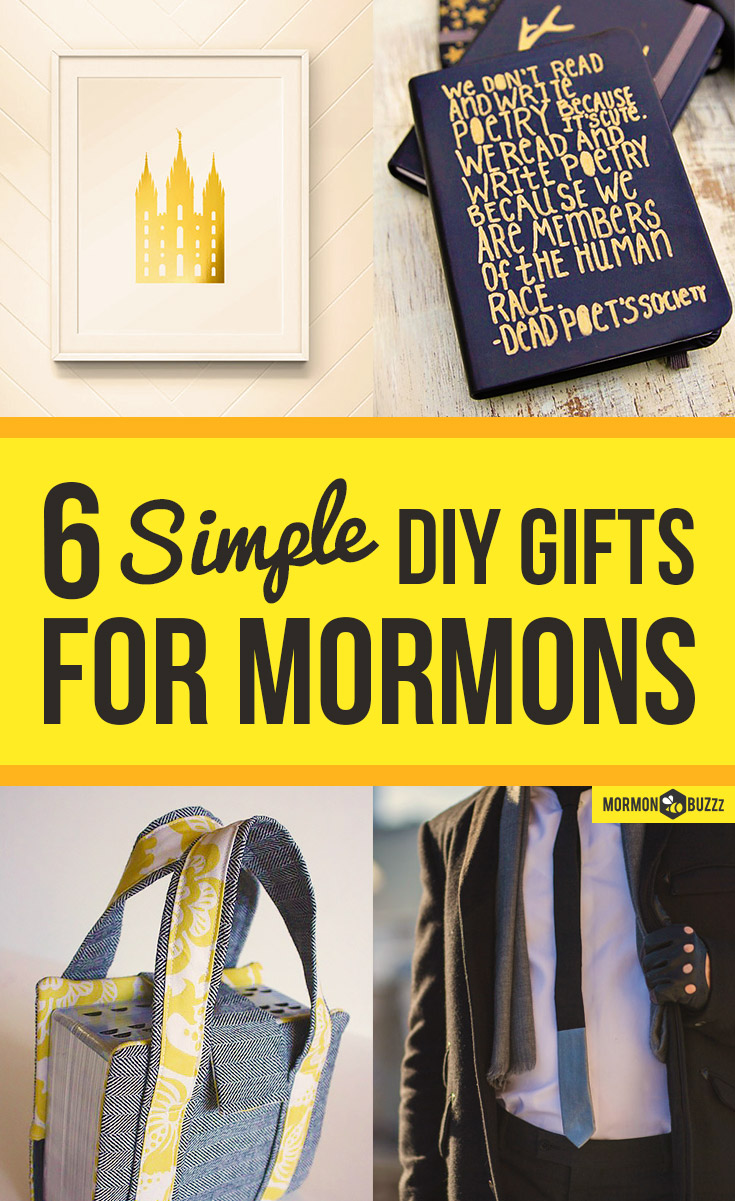 WE DON'T READ
AND WRITE
POETRY BECAUSE
IT'S CUTE.
WE READ AND
WRITE POETRY
BECAUSE WE
ARE MEMBERS
OF tHE HUMAN
RACE.
-DEAD POET'S SOCIETY
6 Simple DIY GIFTS
FOR MORMONS
MORMON BUZZZ